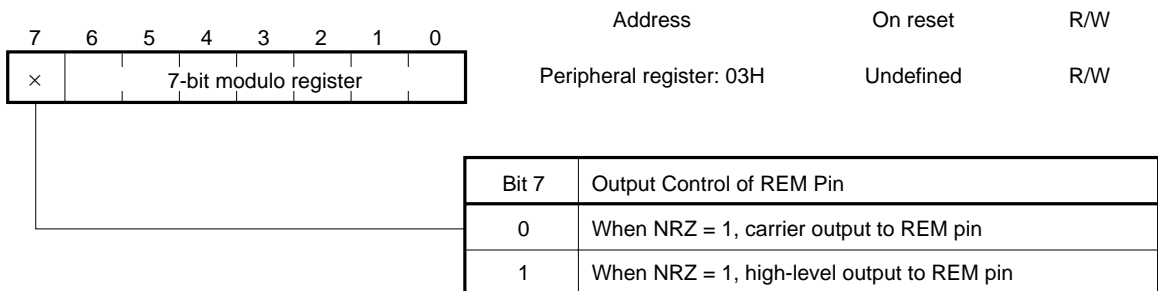 Address On reset R/W
7 6 5 4 3 2 1 0
× 7-bit modulo register Peripheral register: 03H Undefined R/W
Bit 7 Output Control of REM Pin
0 When NRZ = 1, carrier output to REM pin
1 When NRZ = 1, high-level output to REM pin